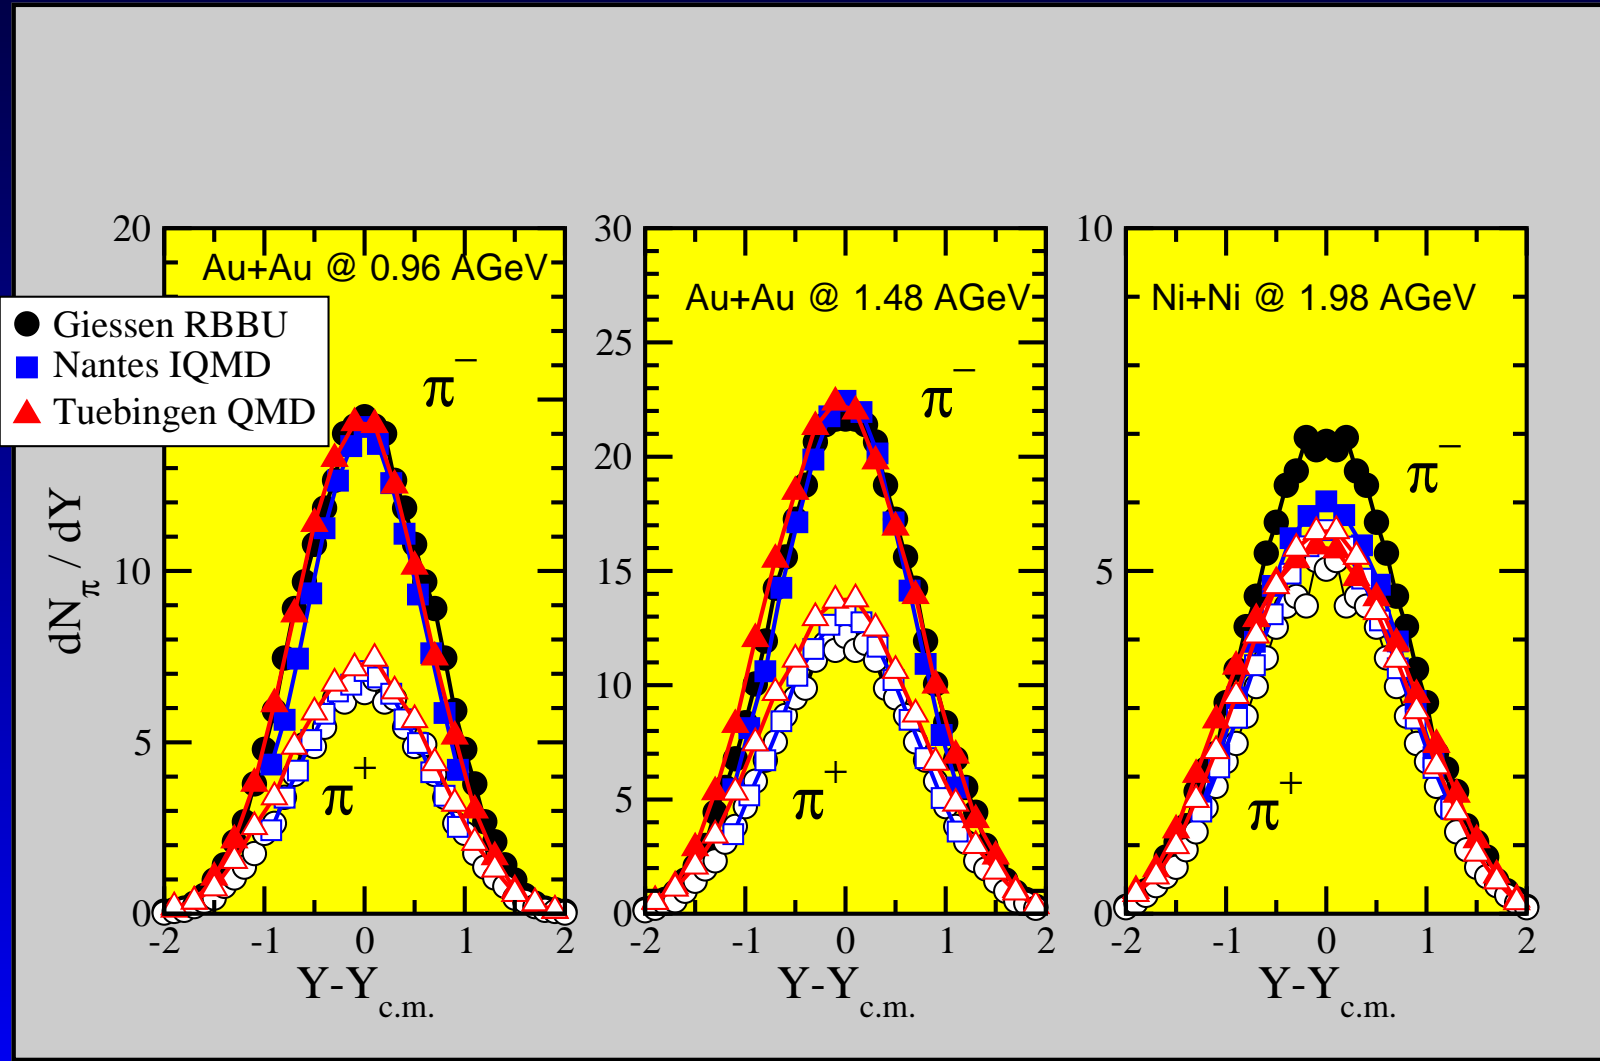 20
Au+Au @ 0.96 AGeV
Giessen RBBU
Nantes IQMD
Tuebingen QMD
π⁻
π⁺
10
5
0
-2 -1 0 1 2
dN_π / dY
Y-Y_c.m.
30
Au+Au @ 1.48 AGeV
25
π⁻
20
15
10
π⁺
5
0
-2 -1 0 1 2
Y-Y_c.m.
10
Ni+Ni @ 1.98 AGeV
π⁻
5
π⁺
0
-2 -1 0 1 2
Y-Y_c.m.